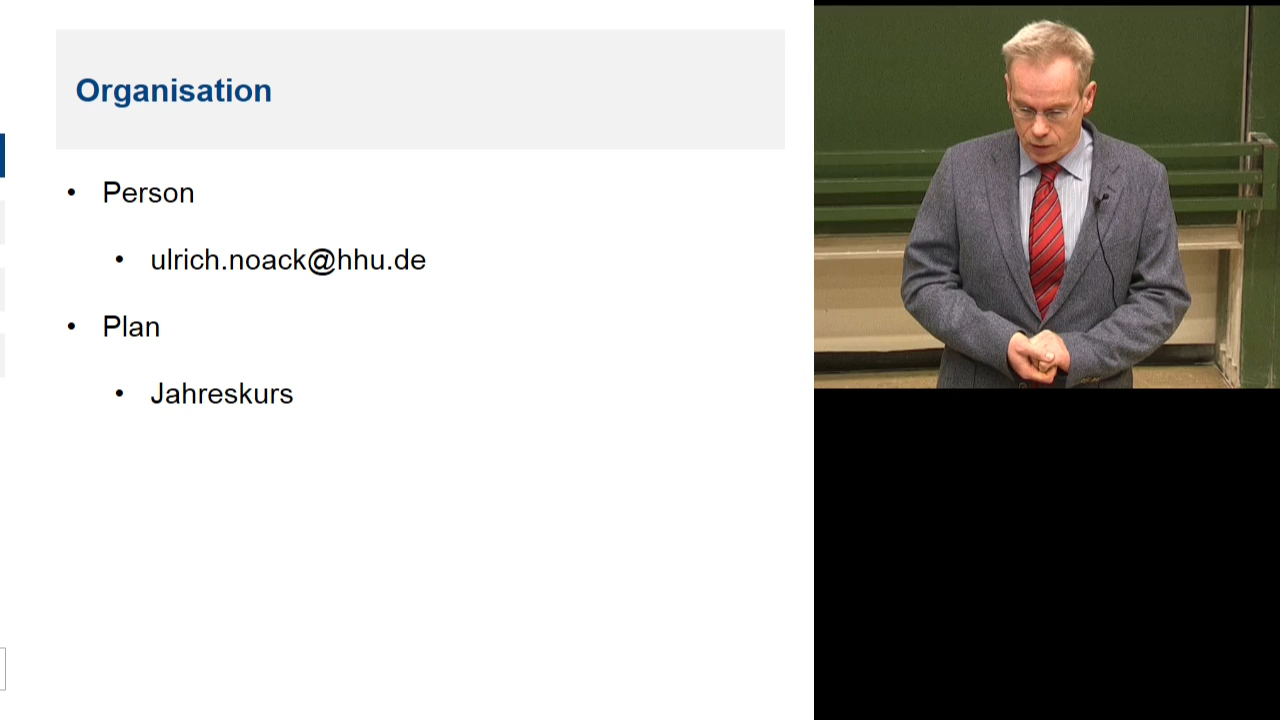 Organisation
• Person
• ulrich.noack@hhu.de
• Plan
• Jahreskurs